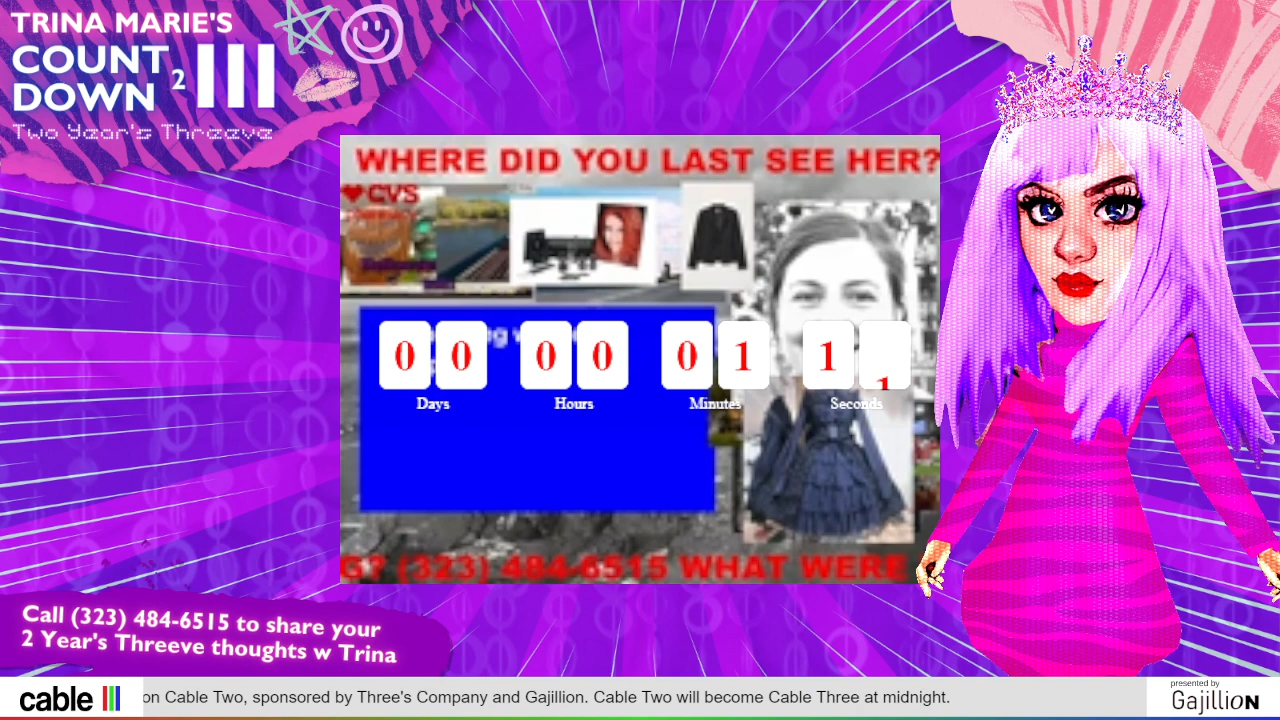 TRINA MARIE'S
COUNT
DOWN 2 III
Two Year's Threeve
WHERE DID YOU LAST SEE HER?
CVS
0 0 0 0 0 1 1 1
Days Hours Minutes Seconds
G? (323) 484-6515 WHAT WERE
Call (323) 484-6515 to share your
2 Year's Threeve thoughts w Trina
cable
on Cable Two, sponsored by Three's Company and Gajillion. Cable Two will become Cable Three at midnight.
presented by
Gajillion